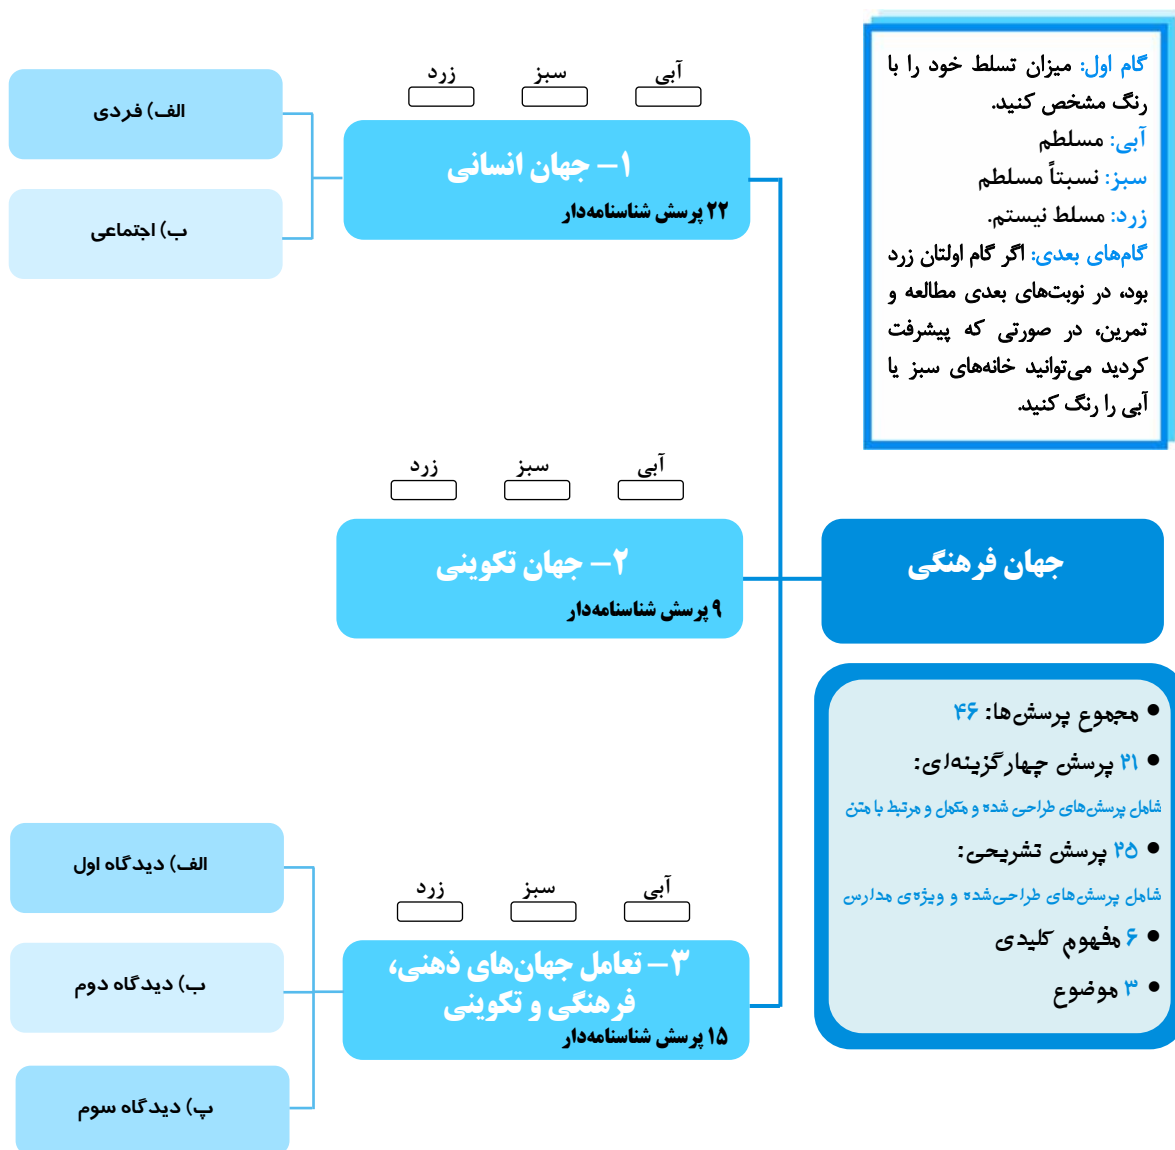 گام اول: میزان تسلط خود را با
رنگ مشخص کنید.
آبی: مسلطم
سبز: نسبتاً مسلطم
زرد: مسلط نیستم.
گام‌های بعدی: اگر گام اولتان زرد
بود، در نوبت‌های بعدی مطالعه و
تمرین، در صورتی که پیشرفت
کردید می‌توانید خانه‌های سبز یا
آبی را رنگ کنید.
جهان فرهنگی
• مجموع پرسش‌ها: ۴۶
• ۲۱ پرسش چهارگزینه‌ای:
شامل پرسش‌های طراحی شده و مکمل و مرتبط با متن
• ۲۵ پرسش تشریحی:
شامل پرسش‌های طراحی‌شده و ویژه‌ی مدارس
• ۶ مفهوم کلیدی
• ۳ موضوع
آبی سبز زرد
۱- جهان انسانی
۲۲ پرسش شناسنامه‌دار
الف) فردی
ب) اجتماعی
آبی سبز زرد
۲- جهان تکوینی
۹ پرسش شناسنامه‌دار
آبی سبز زرد
۳- تعامل جهان‌های ذهنی،
فرهنگی و تکوینی
۱۵ پرسش شناسنامه‌دار
الف) دیدگاه اول
ب) دیدگاه دوم
پ) دیدگاه سوم